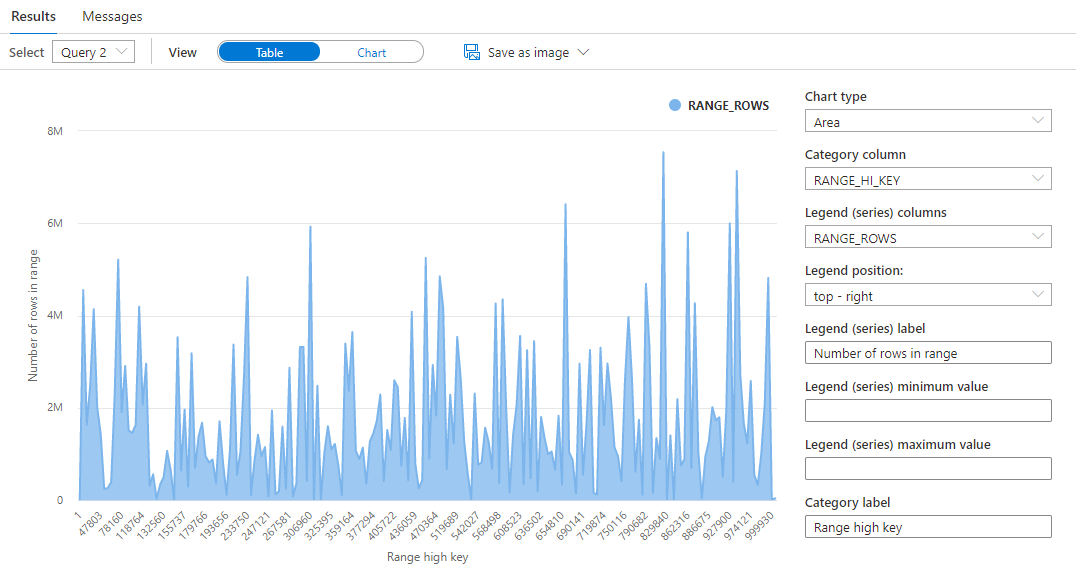 Results Messages
Select Query 2 View Table Chart Save as image
RANGE_ROWS
8M
6M
4M
2M
0
Number of rows in range
1 47803 78160 118764 132560 155737 179766 193656 233750 247121 267581 306960 325395 359164 377294 405722 436059 470364 519689 542027 568498 608523 636502 654810 690141 719874 750116 790682 829840 862316 886675 927900 974121 999930
Range high key
Chart type
Area
Category column
RANGE_HI_KEY
Legend (series) columns
RANGE_ROWS
Legend position:
top - right
Legend (series) label
Number of rows in range
Legend (series) minimum value
Legend (series) maximum value
Category label
Range high key